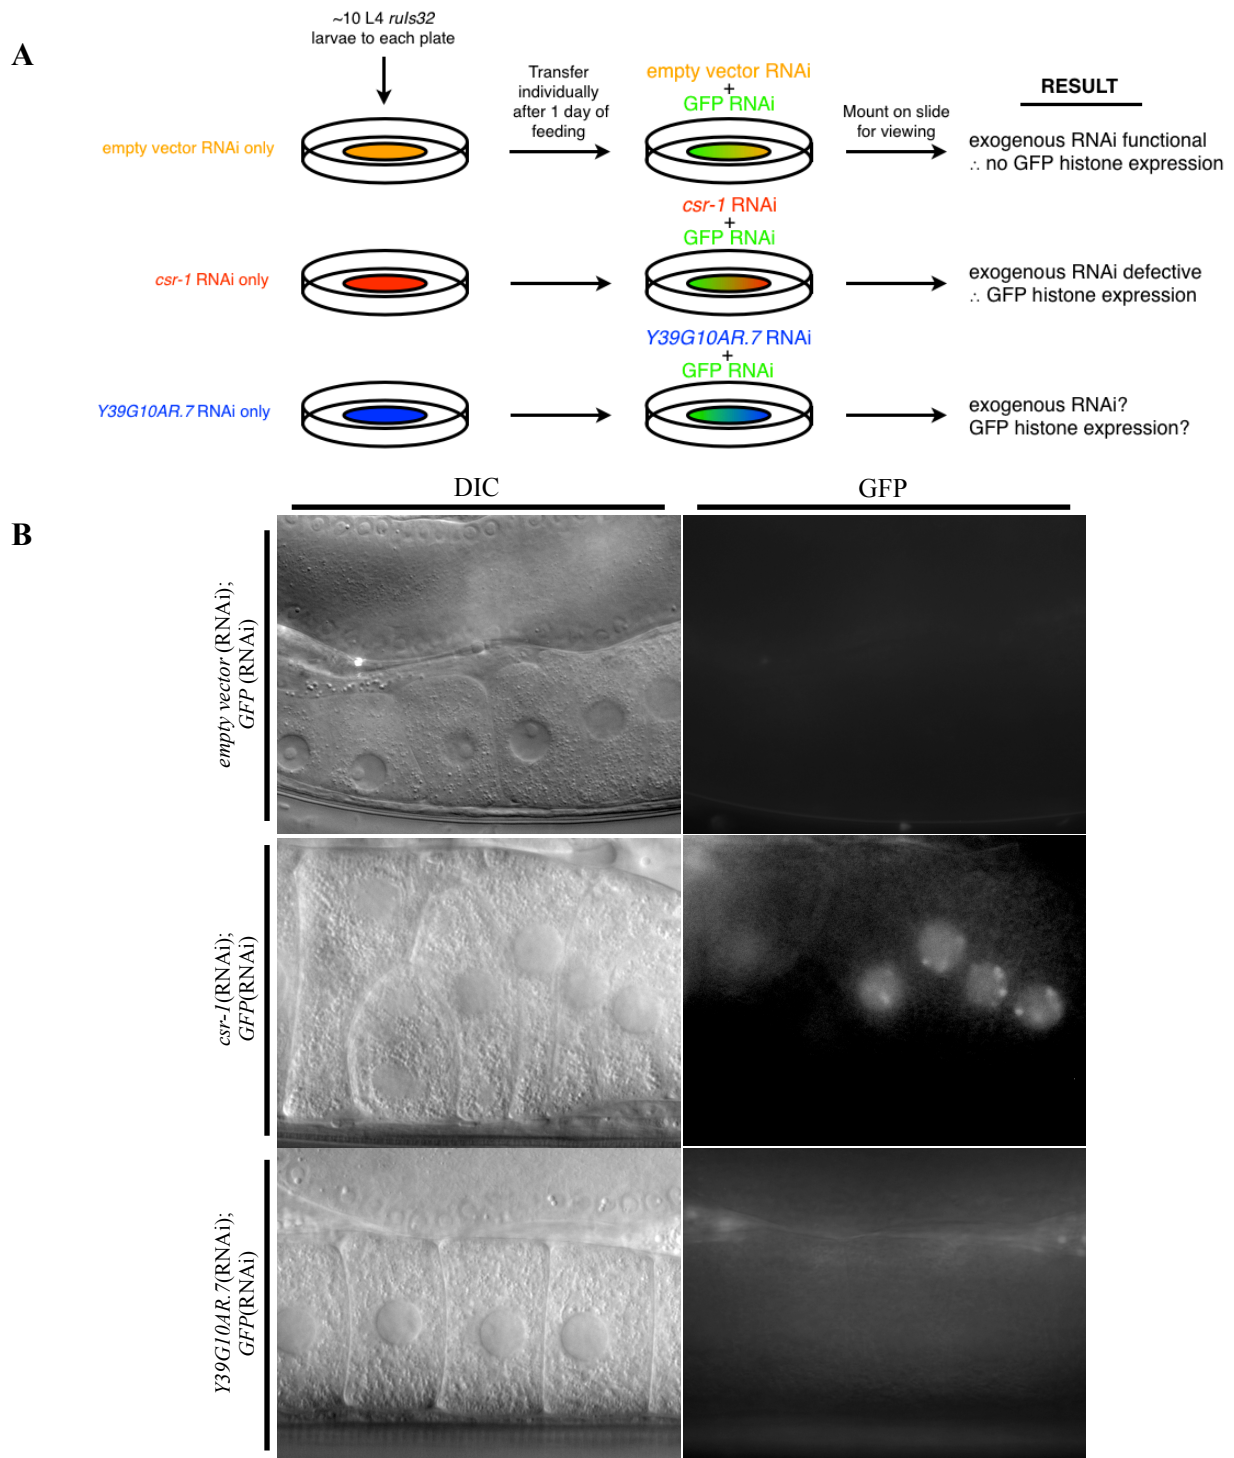 A
~10 L4 ruIs32
larvae to each plate
Transfer
individually
after 1 day of
feeding
empty vector RNAi
+
GFP RNAi
Mount on slide
for viewing
RESULT
empty vector RNAi only
exogenous RNAi functional
∴ no GFP histone expression
csr-1 RNAi
+
GFP RNAi
csr-1 RNAi only
exogenous RNAi defective
∴ GFP histone expression
Y39G10AR.7 RNAi
+
GFP RNAi
Y39G10AR.7 RNAi only
exogenous RNAi?
GFP histone expression?
B
DIC
GFP
empty vector (RNAi);
GFP (RNAi)
csr-1(RNAi);
GFP(RNAi)
Y39G10AR.7(RNAi);
GFP(RNAi)